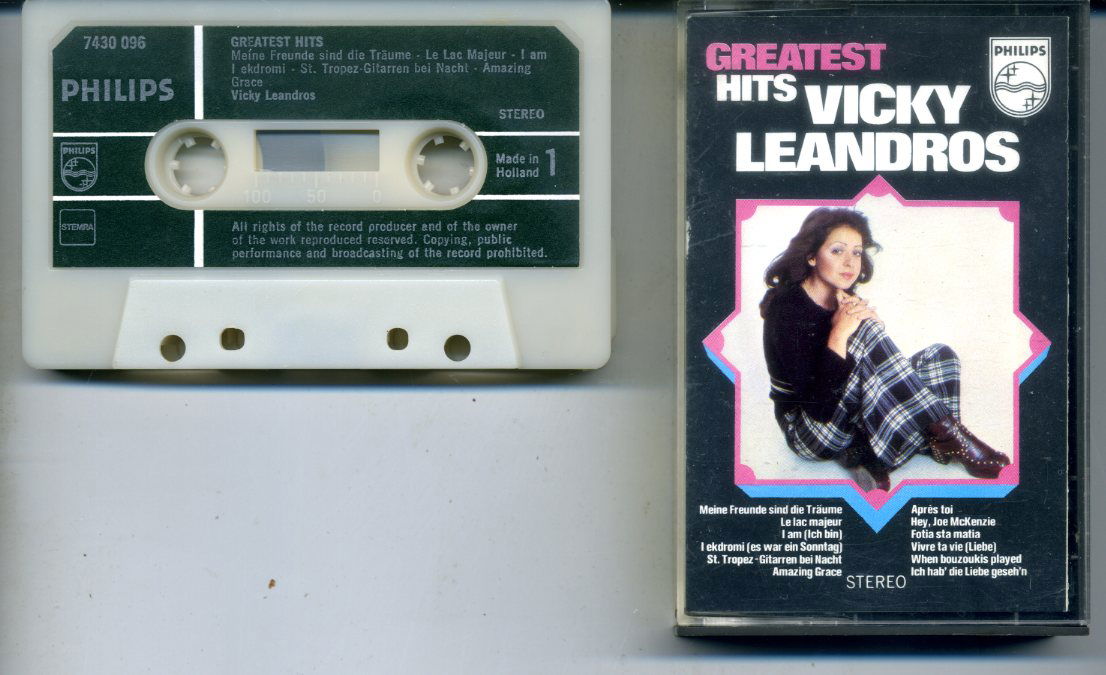 7430 096
PHILIPS
GREATEST HITS
Meine Freunde sind die Träume - Le Lac Majeur - I am
I ekdromi - St. Tropez-Gitarren bei Nacht - Amazing
Grace
Vicky Leandros
STEREO
PHILIPS
Made in
Holland 1
100 50 0
STEMRA
All rights of the record producer and of the owner
of the work reproduced reserved. Copying, public
performance and broadcasting of the record prohibited.
GREATEST
HITS VICKY
LEANDROS
PHILIPS
Meine Freunde sind die Träume
Le lac majeur
I am (Ich bin)
I ekdromi (es war ein Sonntag)
St. Tropez-Gitarren bei Nacht
Amazing Grace
Après toi
Hey, Joe McKenzie
Fotia sta matia
Vivre ta vie (Liebe)
When bouzoukis played
Ich hab' die Liebe geseh'n
STEREO